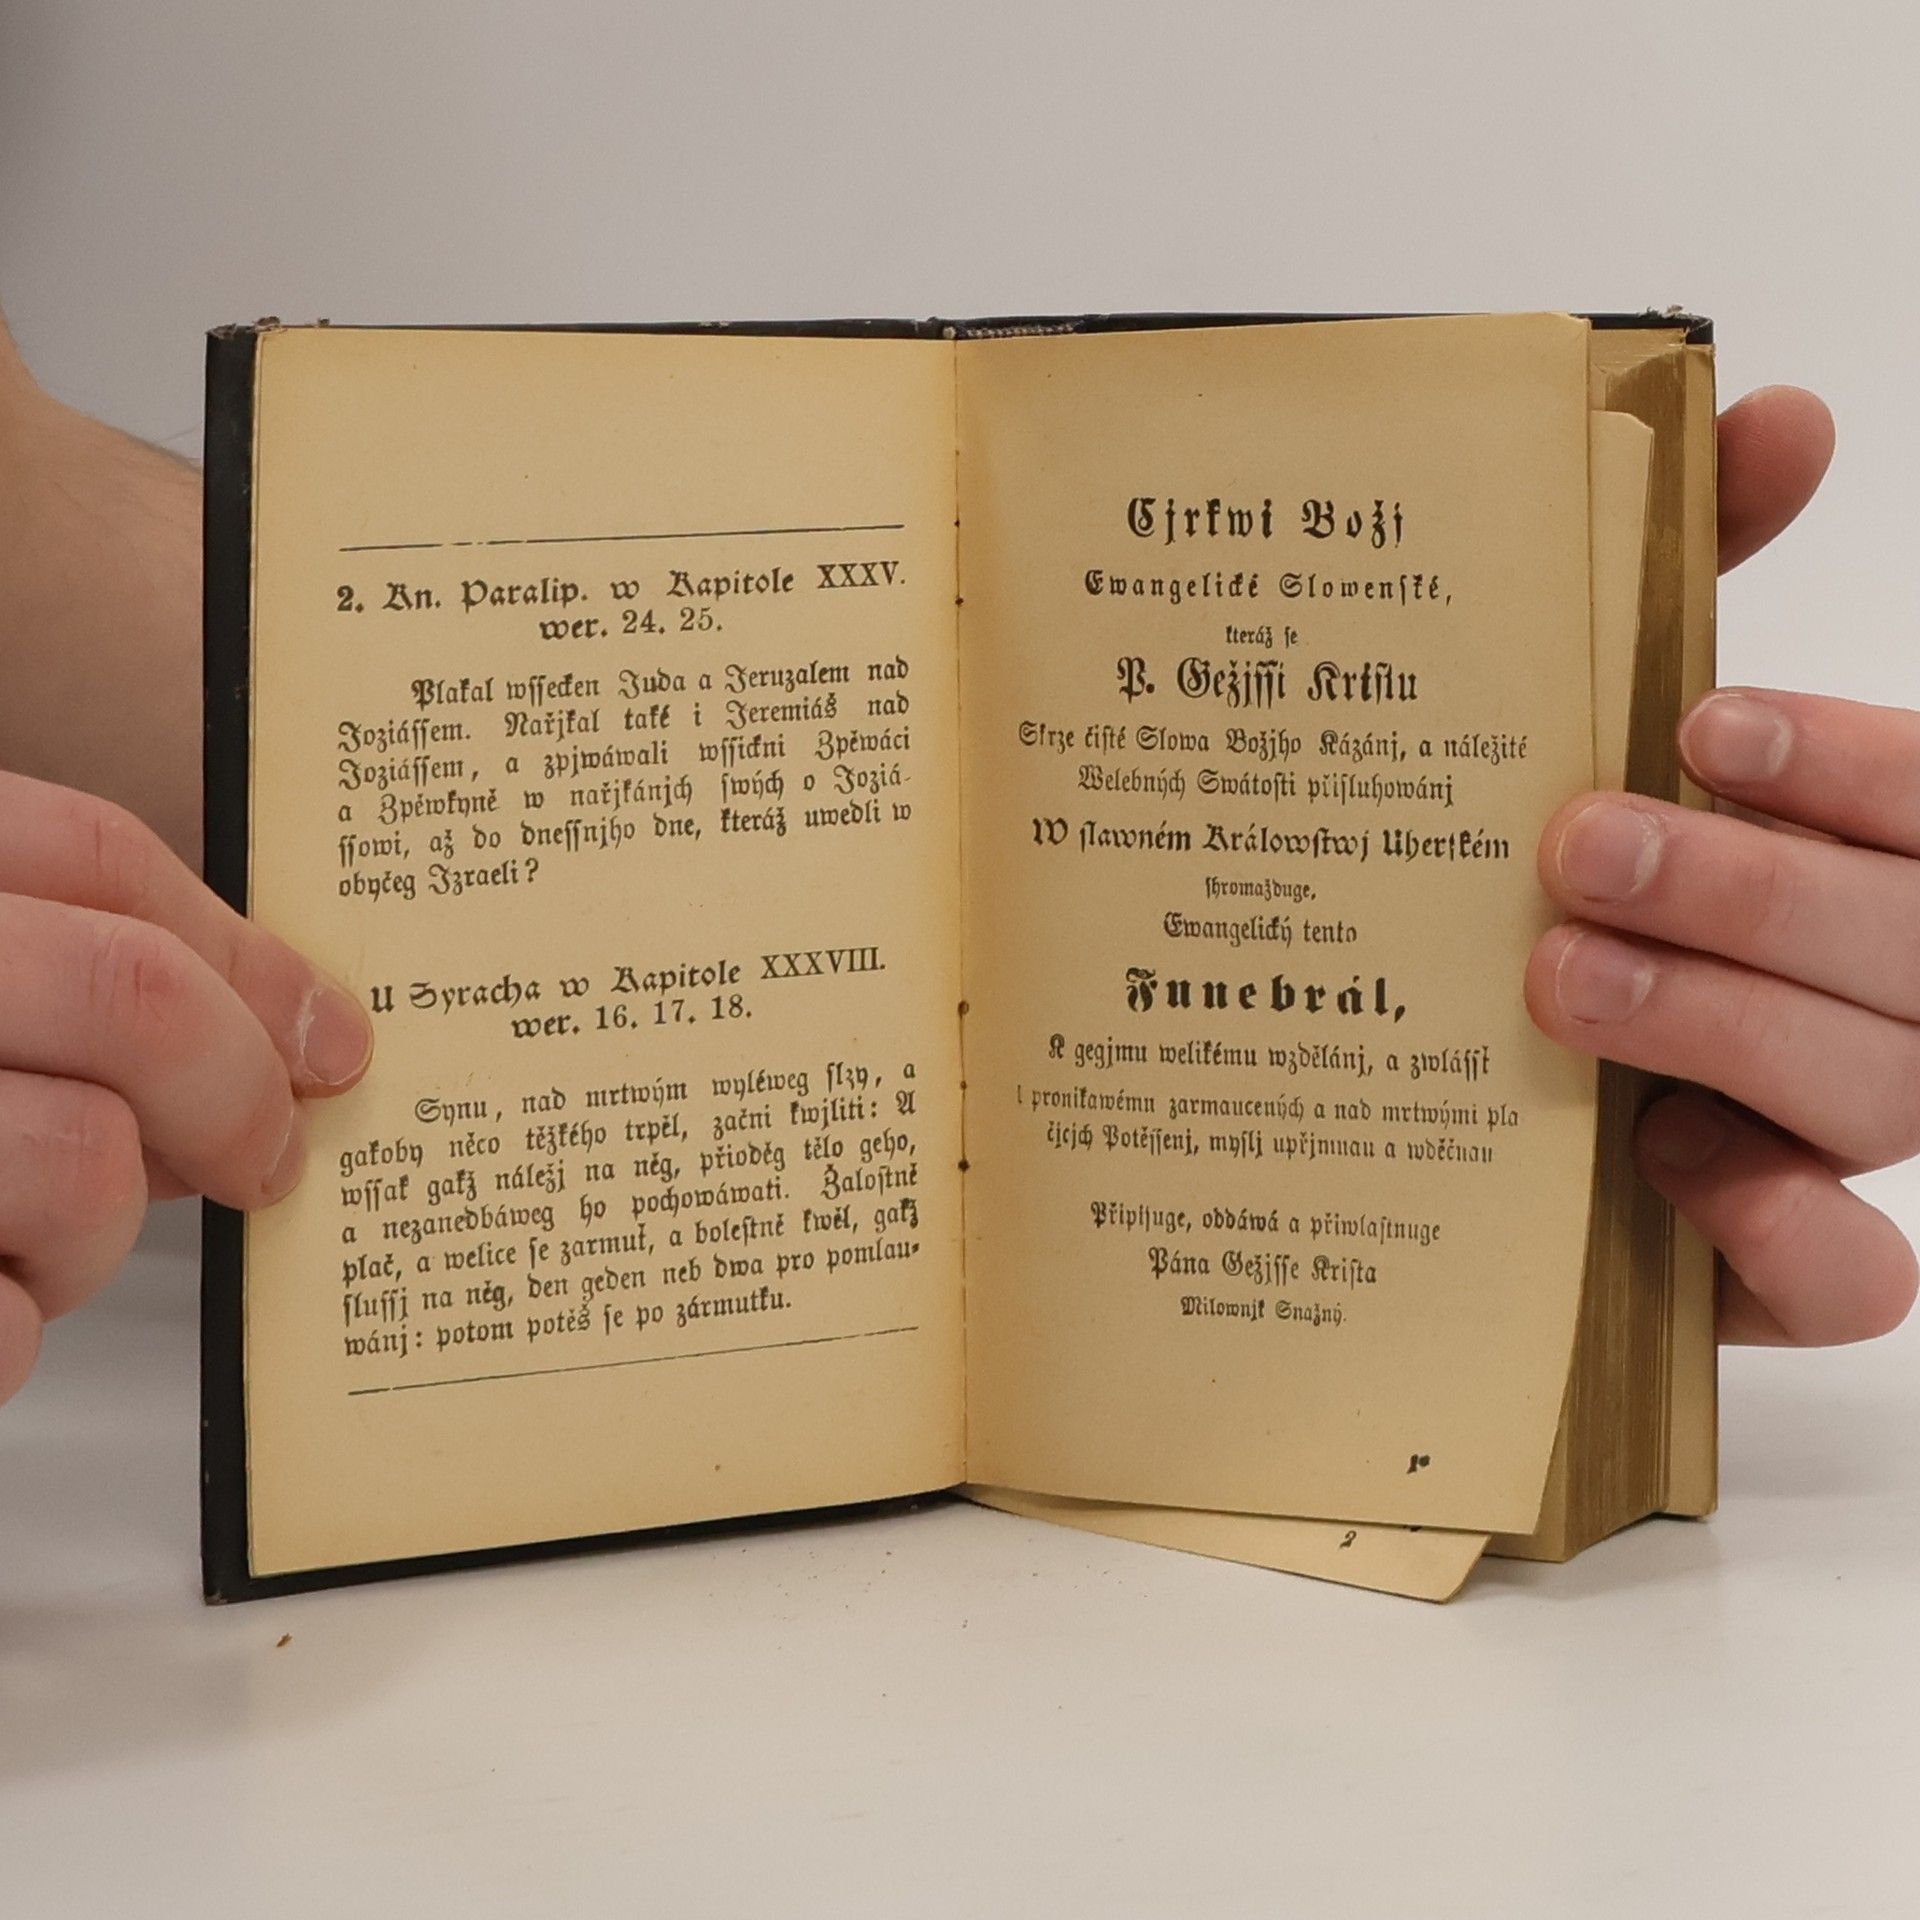 2. Kn. Paralip. w Kapitole XXXV.
wer. 24. 25.
Plakal wssecken Juda a Jeruzalem nad
Joziássem. Nařjkal také i Jeremiáš nad
Joziássem, a zpjwáwali wssickni Zpěwáci
a Zpěwkyně w nařjkánjch swých o Joziá-
ssowi, až do dnessnjho dne, kteráž uwedli w
obyčeg Izraeli?
U Syracha w Kapitole XXXVIII.
wer. 16. 17. 18.
Synu, nad mrtwým wyléweg slzy, a
gakoby něco těžkého trpěl, začni kwjliti: A
wssak gakž náležj na něg, přioděg tělo geho,
a nezanedbáweg ho pochowáwati. Žalostně
plač, a welice se zarmuť, a bolestně kwěl, gakž
slussj na něg, den geden neb dwa pro pomlau-
wánj: potom potěš se po zármutku.
Cjrkwi Božj
Ewangelické Slowenské,
kteráž se
P. Gežjssi Kristu
Skrze čisté Slowa Božjho Kázánj, a náležité
Welebných Swátosti přisluhowánj
W slawném Králowstwj Uherském
shromažduge,
Ewangelický tento
Funebrál,
K gegjmu welikému wzdělánj, a zwlásst
k pronikawému zarmaucených a nad mrtwými pla
čjcjch Potěssenj, myslj upřjmnau a wděčnau
Připisuge, oddáwá a přiwlastnuge
Pána Gežjsse Krista
Milownjk Snažný.
1*
2